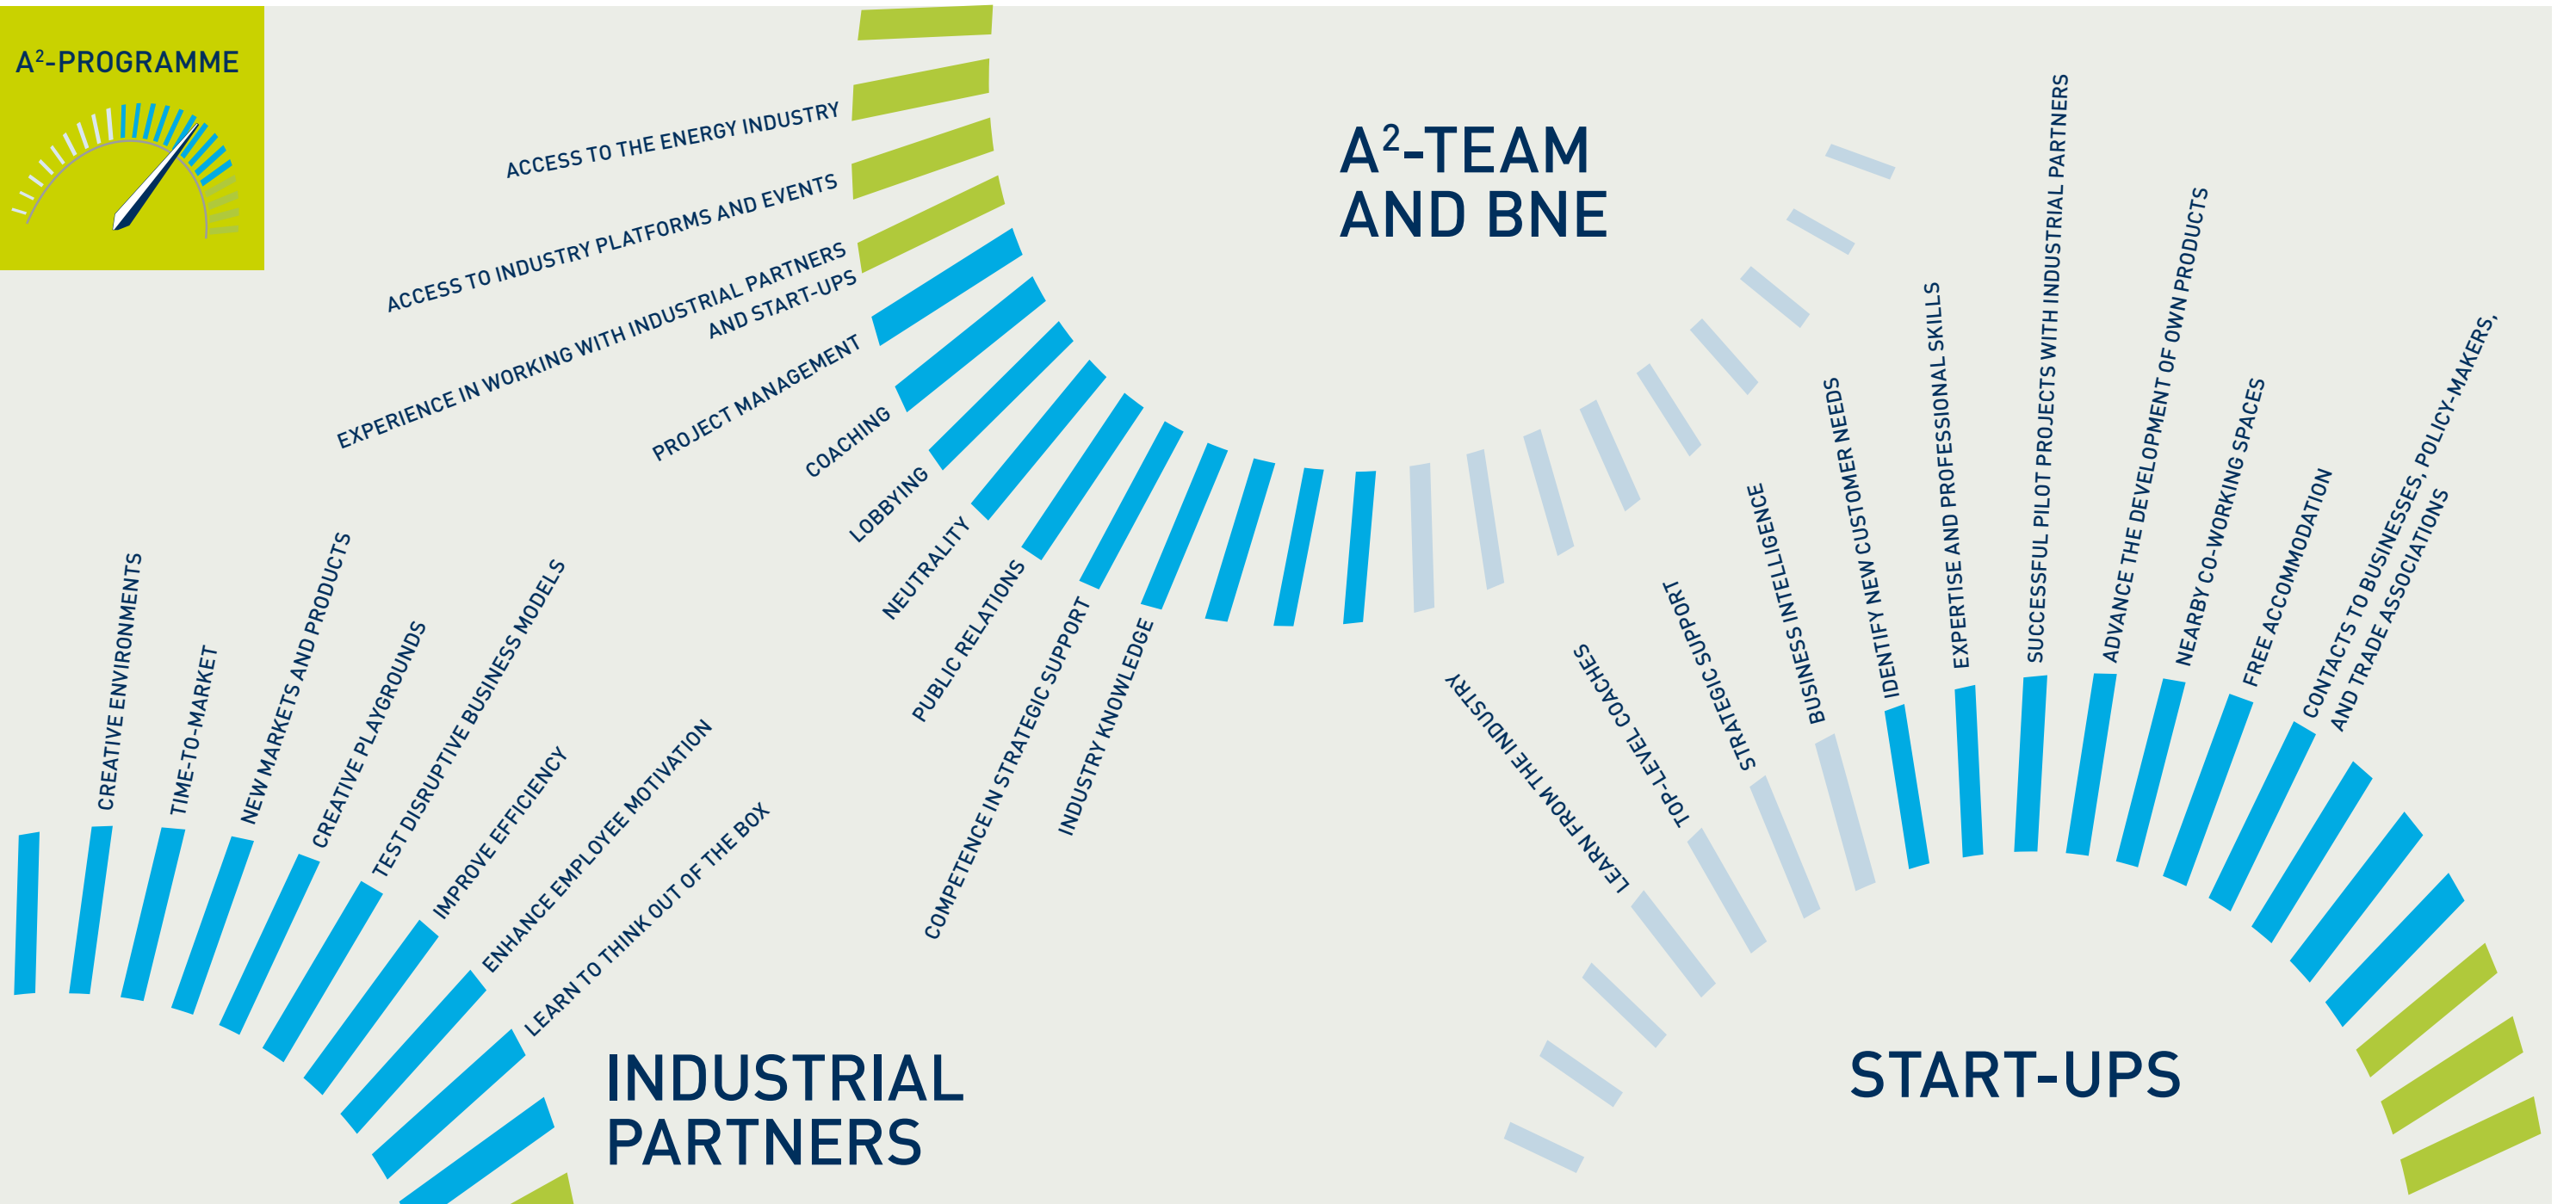 A²-PROGRAMME
A²-TEAM
AND BNE
ACCESS TO THE ENERGY INDUSTRY
ACCESS TO INDUSTRY PLATFORMS AND EVENTS
EXPERIENCE IN WORKING WITH INDUSTRIAL PARTNERS
AND START-UPS
PROJECT MANAGEMENT
COACHING
LOBBYING
NEUTRALITY
PUBLIC RELATIONS
COMPETENCE IN STRATEGIC SUPPORT
INDUSTRY KNOWLEDGE
CREATIVE ENVIRONMENTS
TIME-TO-MARKET
NEW MARKETS AND PRODUCTS
CREATIVE PLAYGROUNDS
TEST DISRUPTIVE BUSINESS MODELS
IMPROVE EFFICIENCY
ENHANCE EMPLOYEE MOTIVATION
LEARN TO THINK OUT OF THE BOX
INDUSTRIAL
PARTNERS
LEARN FROM THE INDUSTRY
TOP-LEVEL COACHES
STRATEGIC SUPPORT
BUSINESS INTELLIGENCE
IDENTIFY NEW CUSTOMER NEEDS
EXPERTISE AND PROFESSIONAL SKILLS
SUCCESSFUL PILOT PROJECTS WITH INDUSTRIAL PARTNERS
ADVANCE THE DEVELOPMENT OF OWN PRODUCTS
NEARBY CO-WORKING SPACES
FREE ACCOMMODATION
CONTACTS TO BUSINESSES, POLICY-MAKERS,
AND TRADE ASSOCIATIONS
START-UPS